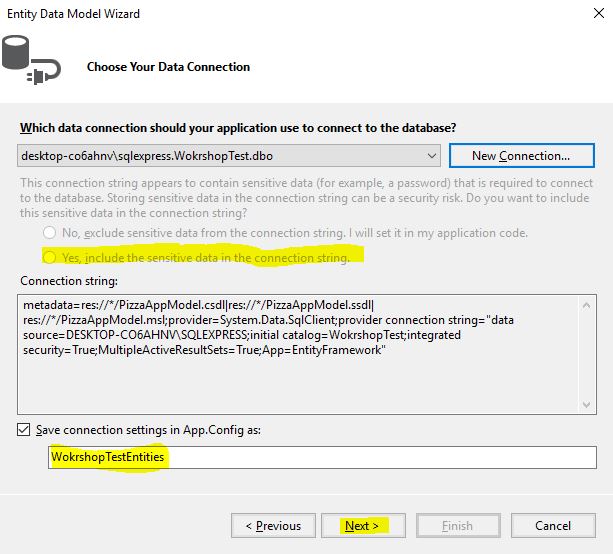 Entity Data Model Wizard
Choose Your Data Connection
Which data connection should your application use to connect to the database?
desktop-co6ahnv\sqlexpress.WokrshopTest.dbo
New Connection...
This connection string appears to contain sensitive data (for example, a password) that is required to connect
to the database. Storing sensitive data in the connection string can be a security risk. Do you want to include
this sensitive data in the connection string?
No, exclude sensitive data from the connection string. I will set it in my application code.
Yes, include the sensitive data in the connection string.
Connection string:
metadata=res://*/PizzaAppModel.csdl|res://*/PizzaAppModel.ssdl|
res://*/PizzaAppModel.msl;provider=System.Data.SqlClient;provider connection string="data
source=DESKTOP-CO6AHNV\SQLEXPRESS;initial catalog=WokrshopTest;integrated
security=True;MultipleActiveResultSets=True;App=EntityFramework"
Save connection settings in App.Config as:
WokrshopTestEntities
< Previous
Next >
Finish
Cancel